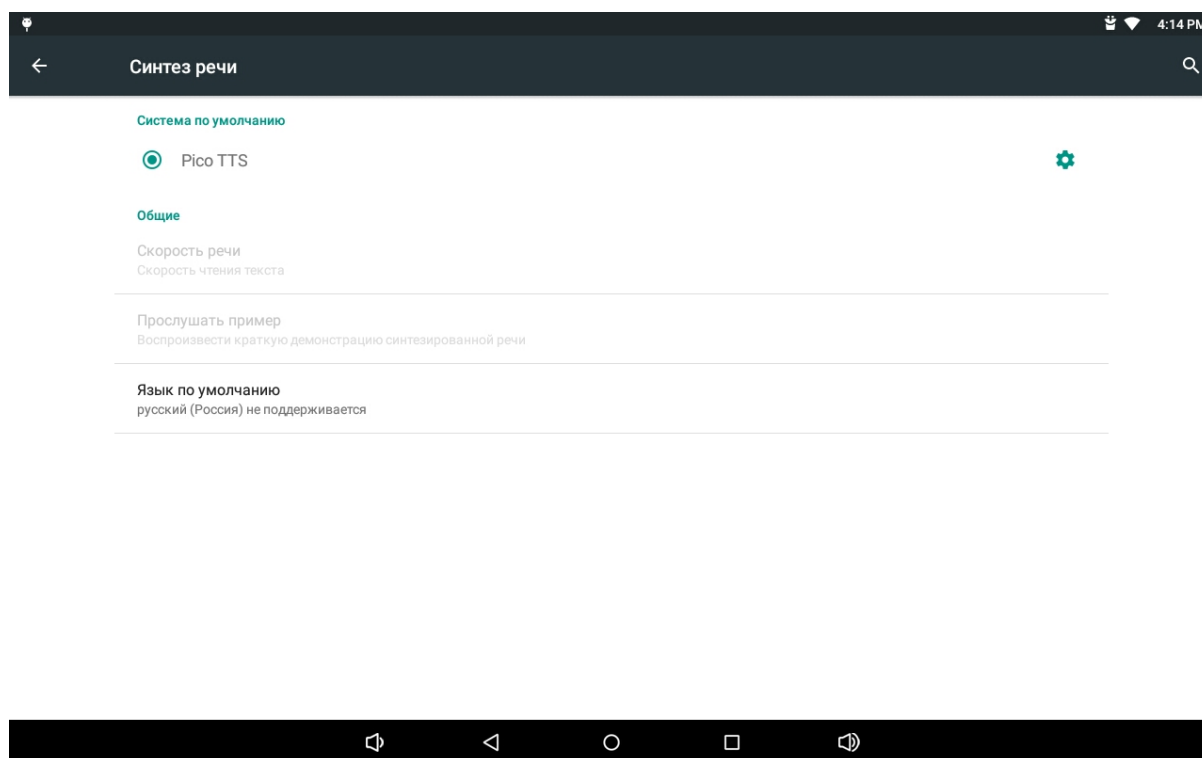 4:14 PM
Синтез речи
Система по умолчанию
Pico TTS
Общие
Скорость речи
Скорость чтения текста
Прослушать пример
Воспроизвести краткую демонстрацию синтезированной речи
Язык по умолчанию
русский (Россия) не поддерживается